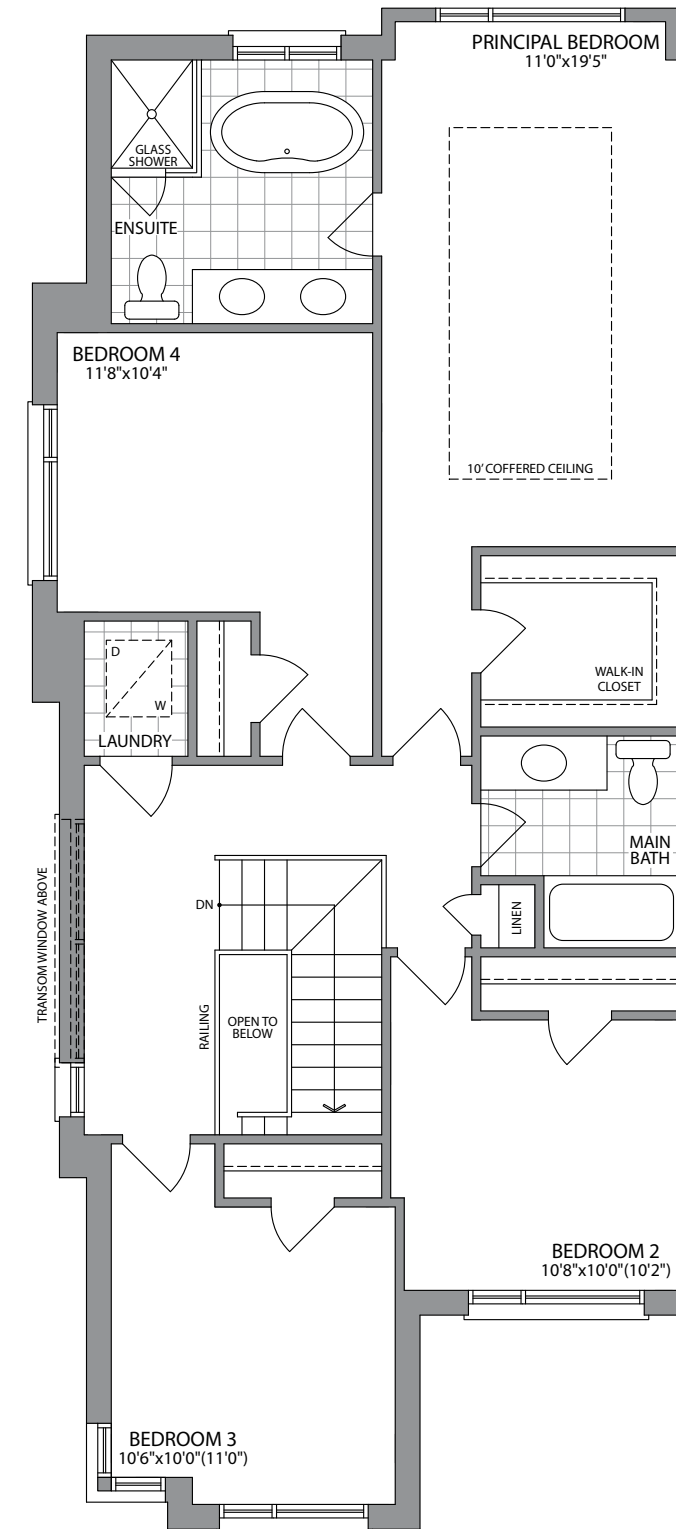 PRINCIPAL BEDROOM
11'0"x19'5"
GLASS
SHOWER
ENSUITE
BEDROOM 4
11'8"x10'4"
10' COFFERED CEILING
D
W
LAUNDRY
WALK-IN
CLOSET
MAIN
BATH
TRANSOM WINDOW ABOVE
DN
LINEN
RAILING
OPEN TO
BELOW
BEDROOM 2
10'8"x10'0"(10'2")
BEDROOM 3
10'6"x10'0"(11'0")